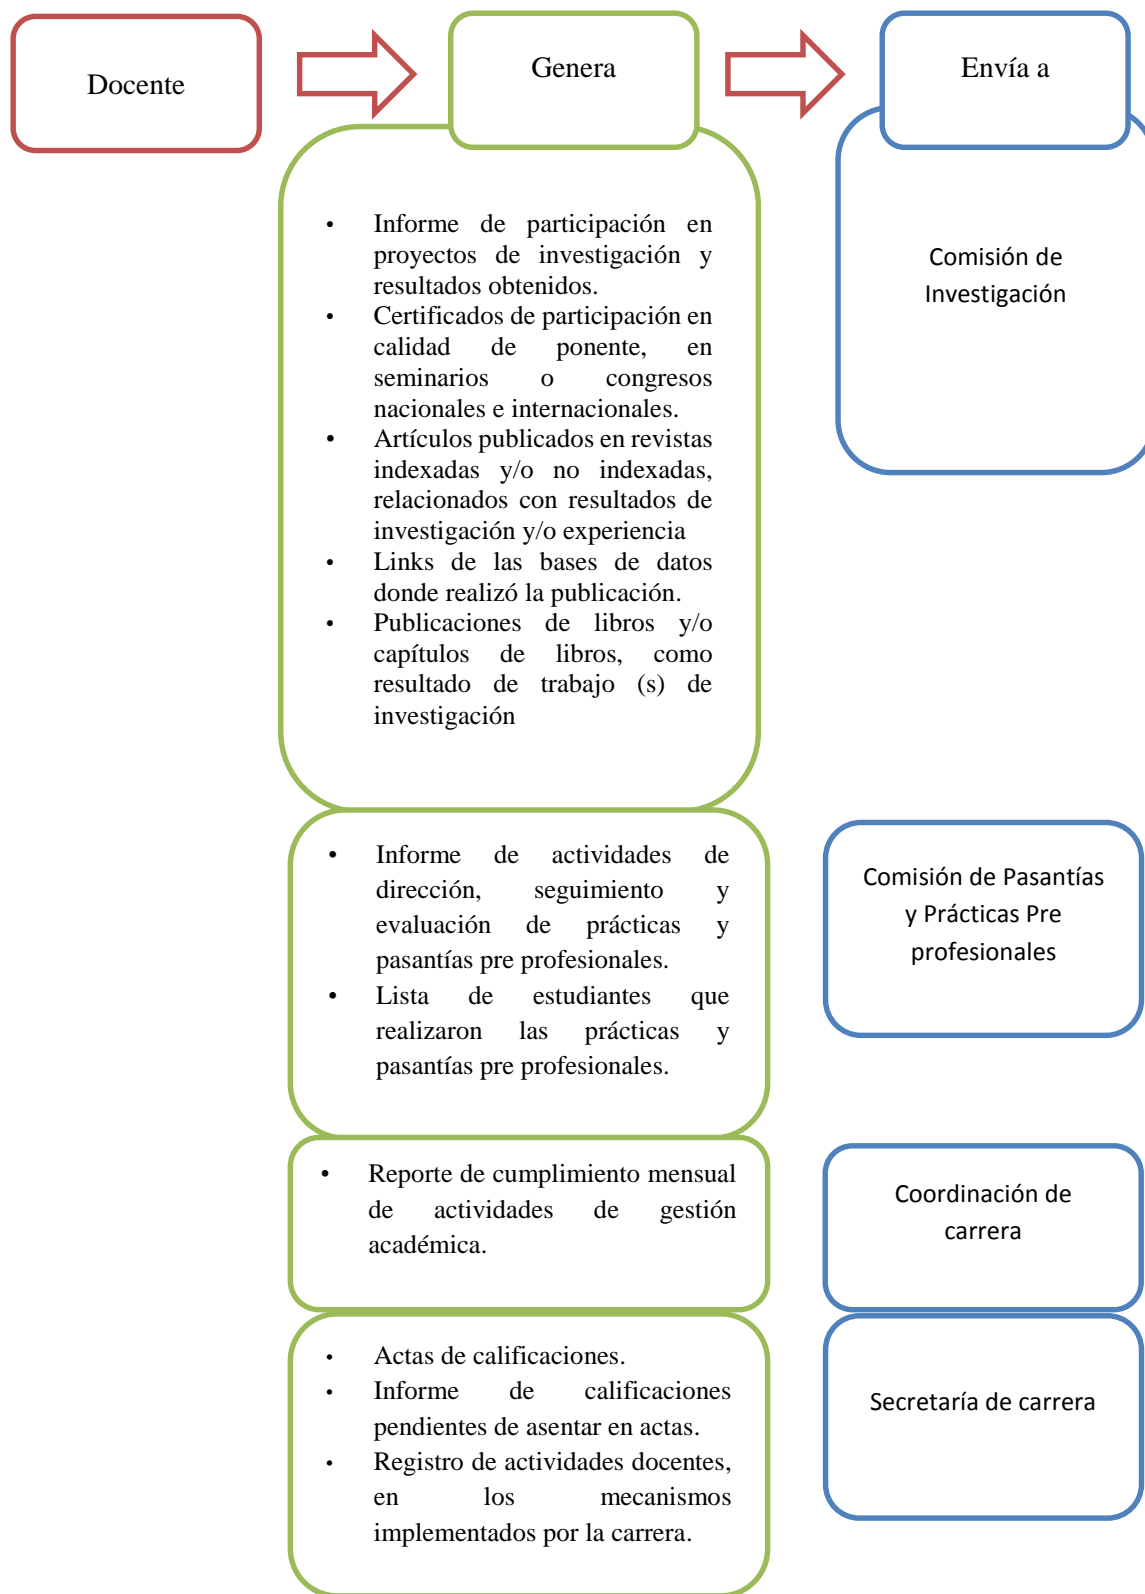 Docente
Genera
Envía a
• Informe de participación en
proyectos de investigación y
resultados obtenidos.
• Certificados de participación en
calidad de ponente, en
seminarios o congresos
nacionales e internacionales.
• Artículos publicados en revistas
indexadas y/o no indexadas,
relacionados con resultados de
investigación y/o experiencia
• Links de las bases de datos
donde realizó la publicación.
• Publicaciones de libros y/o
capítulos de libros, como
resultado de trabajo (s) de
investigación
Comisión de
Investigación
• Informe de actividades de
dirección, seguimiento y
evaluación de prácticas y
pasantías pre profesionales.
• Lista de estudiantes que
realizaron las prácticas y
pasantías pre profesionales.
Comisión de Pasantías
y Prácticas Pre
profesionales
• Reporte de cumplimiento mensual
de actividades de gestión
académica.
Coordinación de
carrera
• Actas de calificaciones.
• Informe de calificaciones
pendientes de asentar en actas.
• Registro de actividades docentes,
en los mecanismos
implementados por la carrera.
Secretaría de carrera